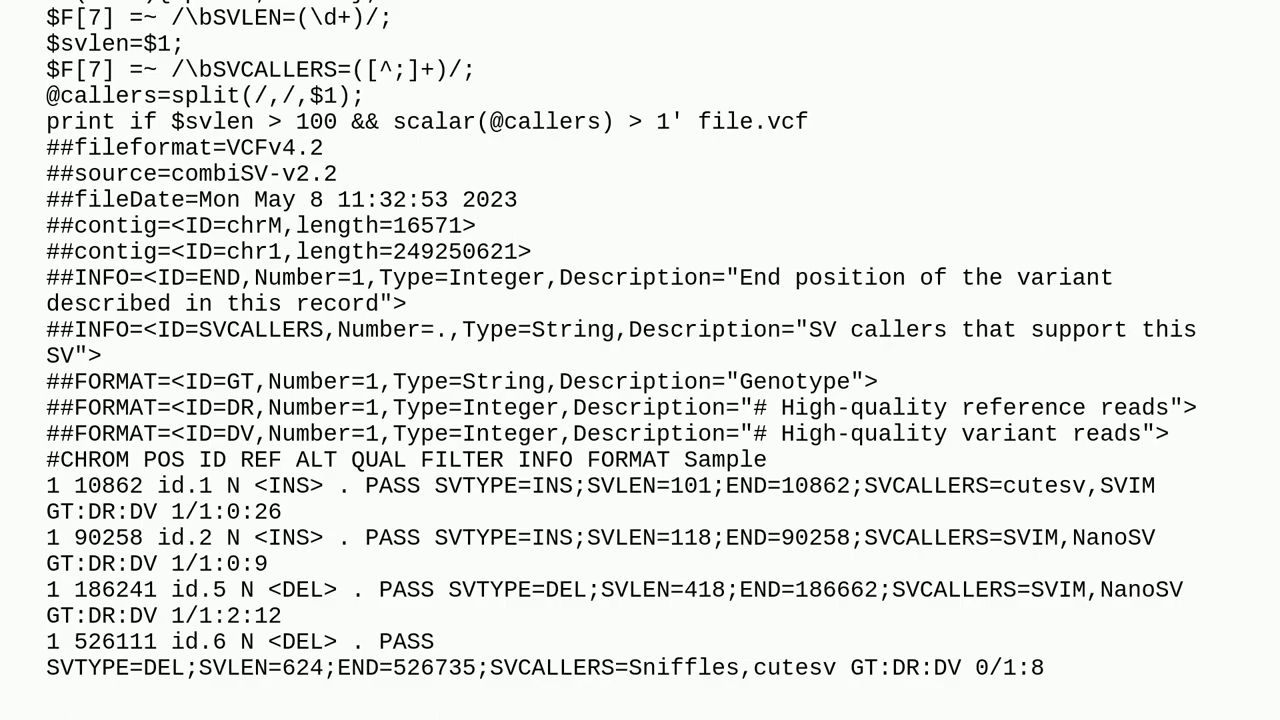 $F[7] =~ /\bSVLEN=(\d+)/;
$svlen=$1;
$F[7] =~ /\bSVCALLERS=([^;]+)/;
@callers=split(/,/,$1);
print if $svlen > 100 && scalar(@callers) > 1' file.vcf
##fileformat=VCFv4.2
##source=combiSV-v2.2
##fileDate=Mon May 8 11:32:53 2023
##contig=<ID=chrM,length=16571>
##contig=<ID=chr1,length=249250621>
##INFO=<ID=END,Number=1,Type=Integer,Description="End position of the variant
described in this record">
##INFO=<ID=SVCALLERS,Number=.,Type=String,Description="SV callers that support this
SV">
##FORMAT=<ID=GT,Number=1,Type=String,Description="Genotype">
##FORMAT=<ID=DR,Number=1,Type=Integer,Description="# High-quality reference reads">
##FORMAT=<ID=DV,Number=1,Type=Integer,Description="# High-quality variant reads">
#CHROM POS ID REF ALT QUAL FILTER INFO FORMAT Sample
1 10862 id.1 N <INS> . PASS SVTYPE=INS;SVLEN=101;END=10862;SVCALLERS=cutesv,SVIM
GT:DR:DV 1/1:0:26
1 90258 id.2 N <INS> . PASS SVTYPE=INS;SVLEN=118;END=90258;SVCALLERS=SVIM,NanoSV
GT:DR:DV 1/1:0:9
1 186241 id.5 N <DEL> . PASS SVTYPE=DEL;SVLEN=418;END=186662;SVCALLERS=SVIM,NanoSV
GT:DR:DV 1/1:2:12
1 526111 id.6 N <DEL> . PASS
SVTYPE=DEL;SVLEN=624;END=526735;SVCALLERS=Sniffles,cutesv GT:DR:DV 0/1:8